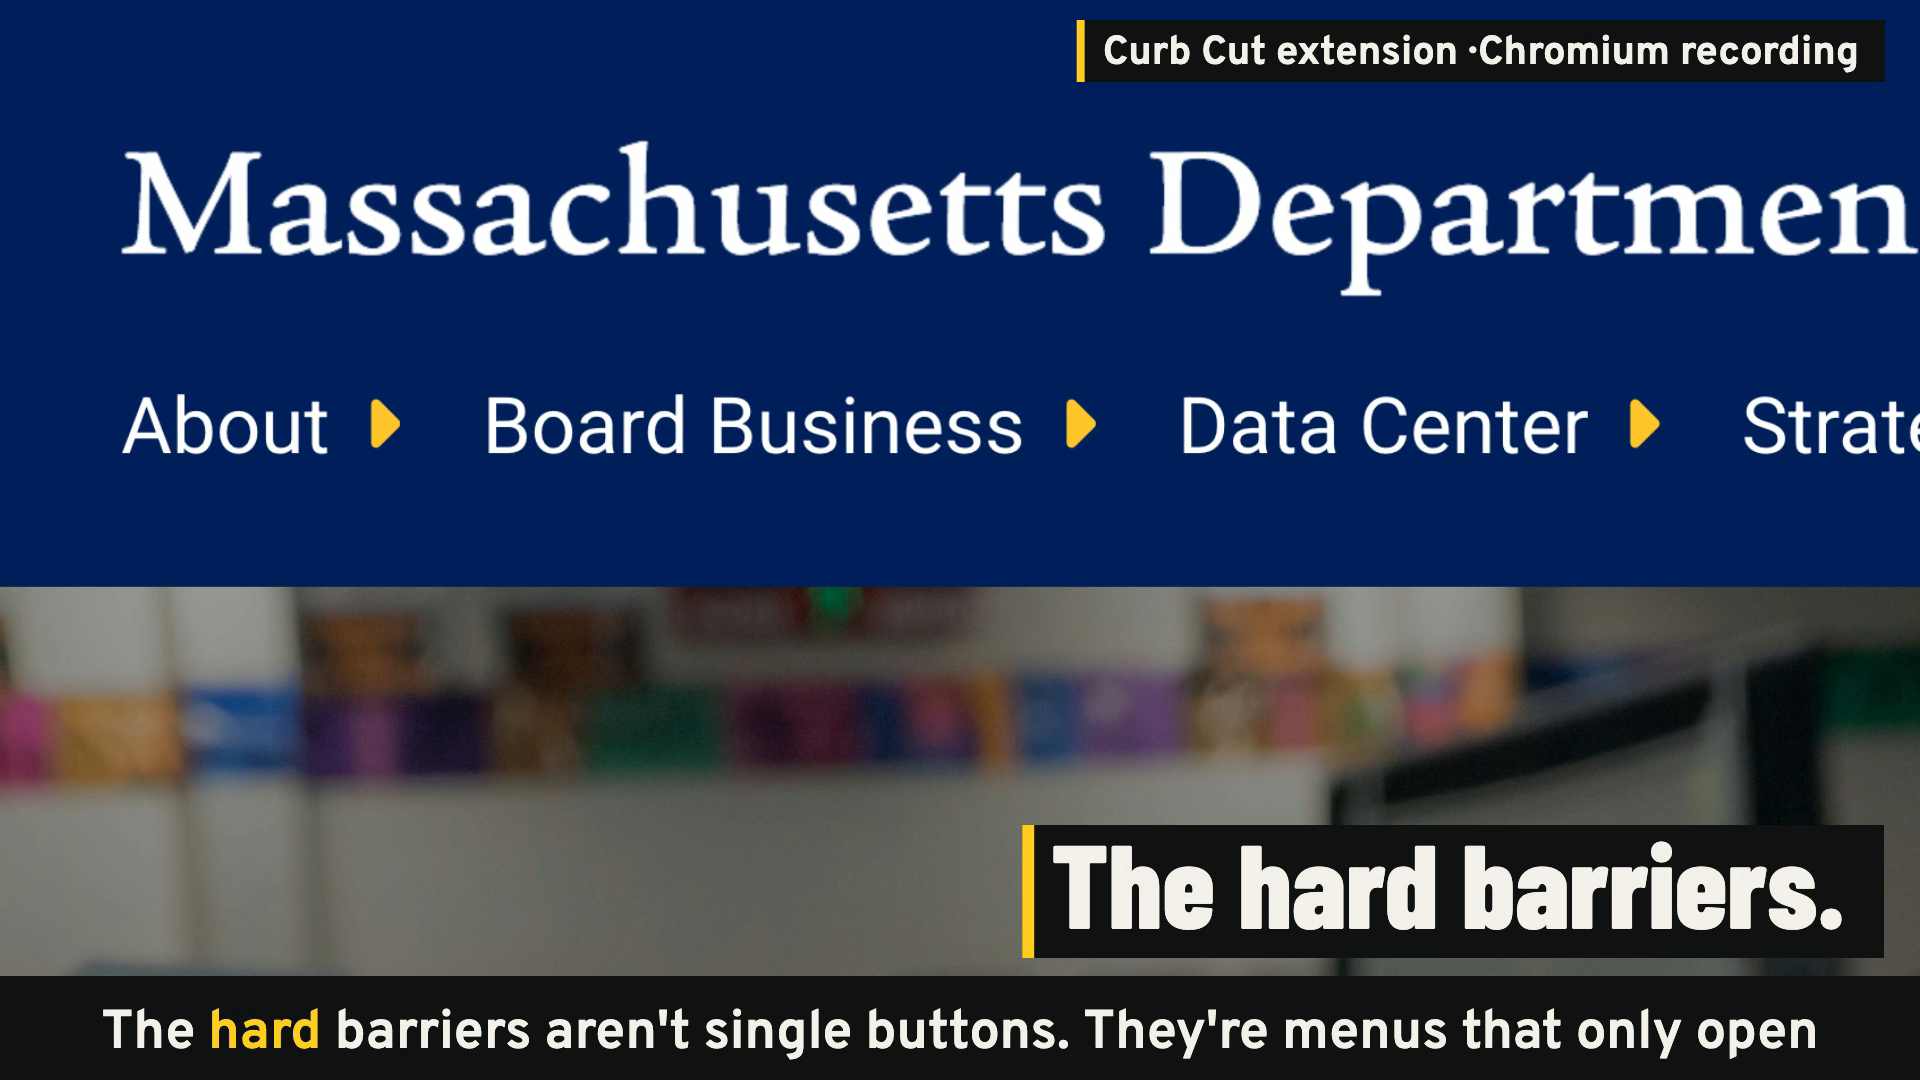 Curb Cut extension ·Chromium recording
Massachusetts Departmen
About Board Business Data Center Strate
The hard barriers.
The hard barriers aren't single buttons. They're menus that only open